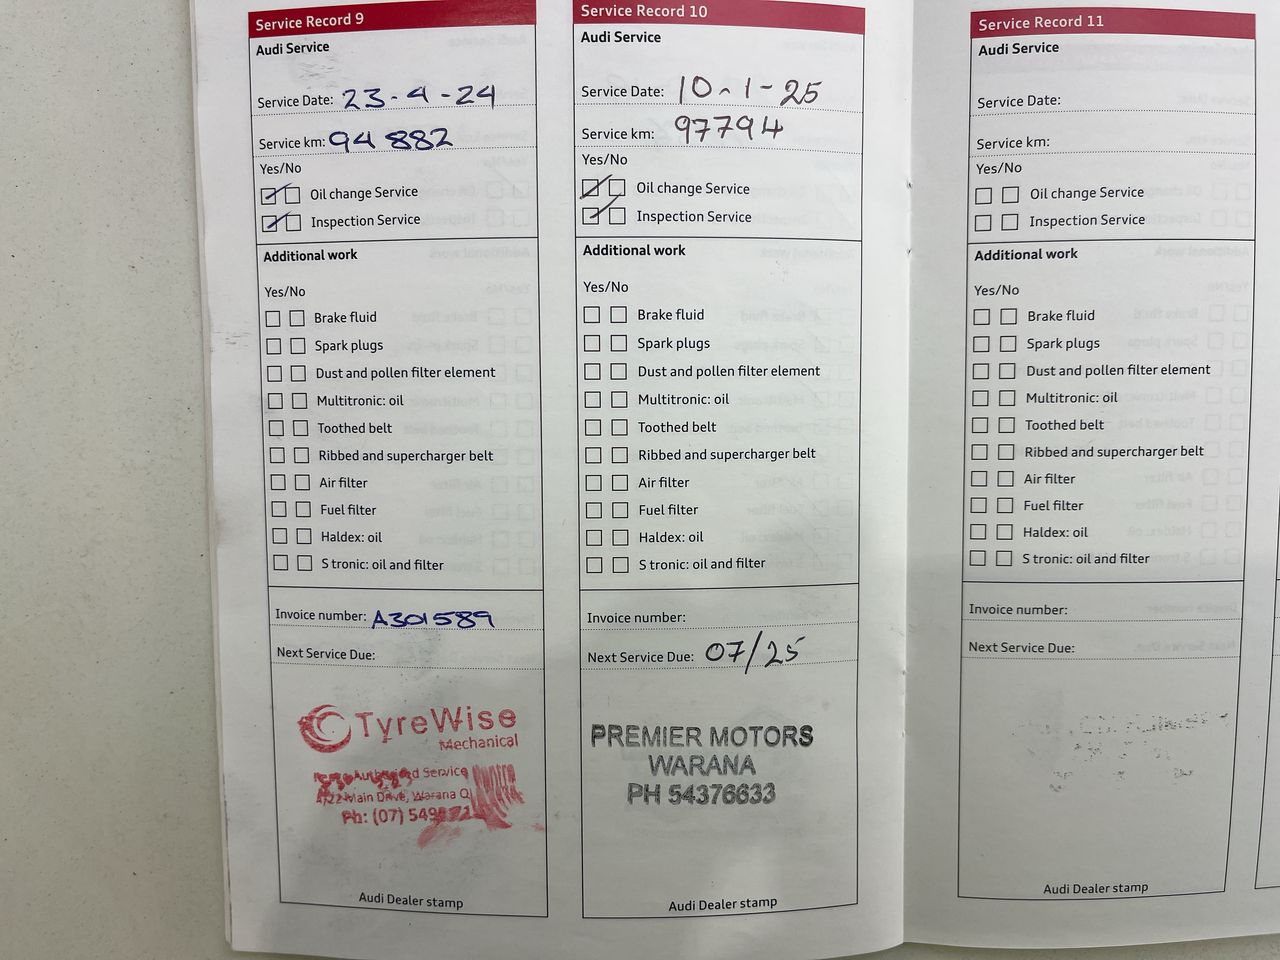 Service Record 9
Audi Service
Service Date: 23-4-24
Service km: 94 882
Yes/No
Oil change Service
Inspection Service
Additional work
Yes/No
Brake fluid
Spark plugs
Dust and pollen filter element
Multitronic: oil
Toothed belt
Ribbed and supercharger belt
Air filter
Fuel filter
Haldex: oil
S tronic: oil and filter
Invoice number: A301589
Next Service Due:
TyreWise
Mechanical
Authorised Service
4/22 Main Drive, Warana Q
Ph: (07)
Audi Dealer stamp
Service Record 10
Audi Service
Service Date: 10-1-25
Service km: 97794
Yes/No
Oil change Service
Inspection Service
Additional work
Yes/No
Brake fluid
Spark plugs
Dust and pollen filter element
Multitronic: oil
Toothed belt
Ribbed and supercharger belt
Air filter
Fuel filter
Haldex: oil
S tronic: oil and filter
Invoice number:
Next Service Due: 07/25
PREMIER MOTORS
WARANA
PH 54376633
Audi Dealer stamp
Service Record 11
Audi Service
Service Date:
Service km:
Yes/No
Oil change Service
Inspection Service
Additional work
Yes/No
Brake fluid
Spark plugs
Dust and pollen filter element
Multitronic: oil
Toothed belt
Ribbed and supercharger belt
Air filter
Fuel filter
Haldex: oil
S tronic: oil and filter
Invoice number:
Next Service Due:
Audi Dealer stamp